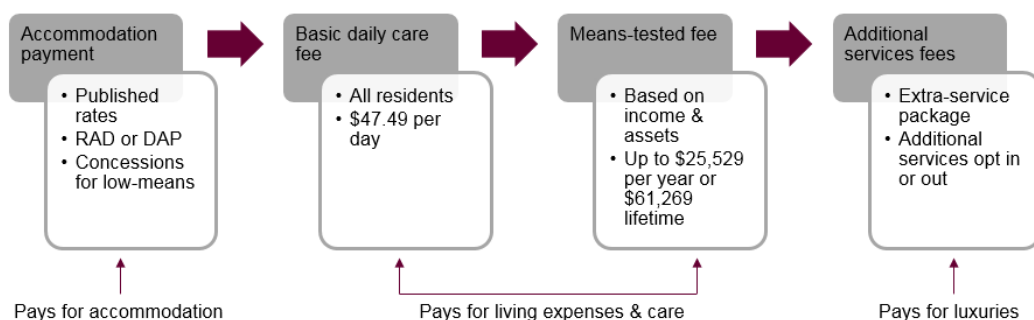 Accommodation
payment
• Published
rates
• RAD or DAP
• Concessions
for low-means
Basic daily care
fee
• All residents
• $47.49 per
day
Means-tested fee
• Based on
income &
assets
• Up to $25,529
per year or
$61,269
lifetime
Additional
services fees
• Extra-service
package
• Additional
services opt in
or out
Pays for accommodation
Pays for living expenses & care
Pays for luxuries